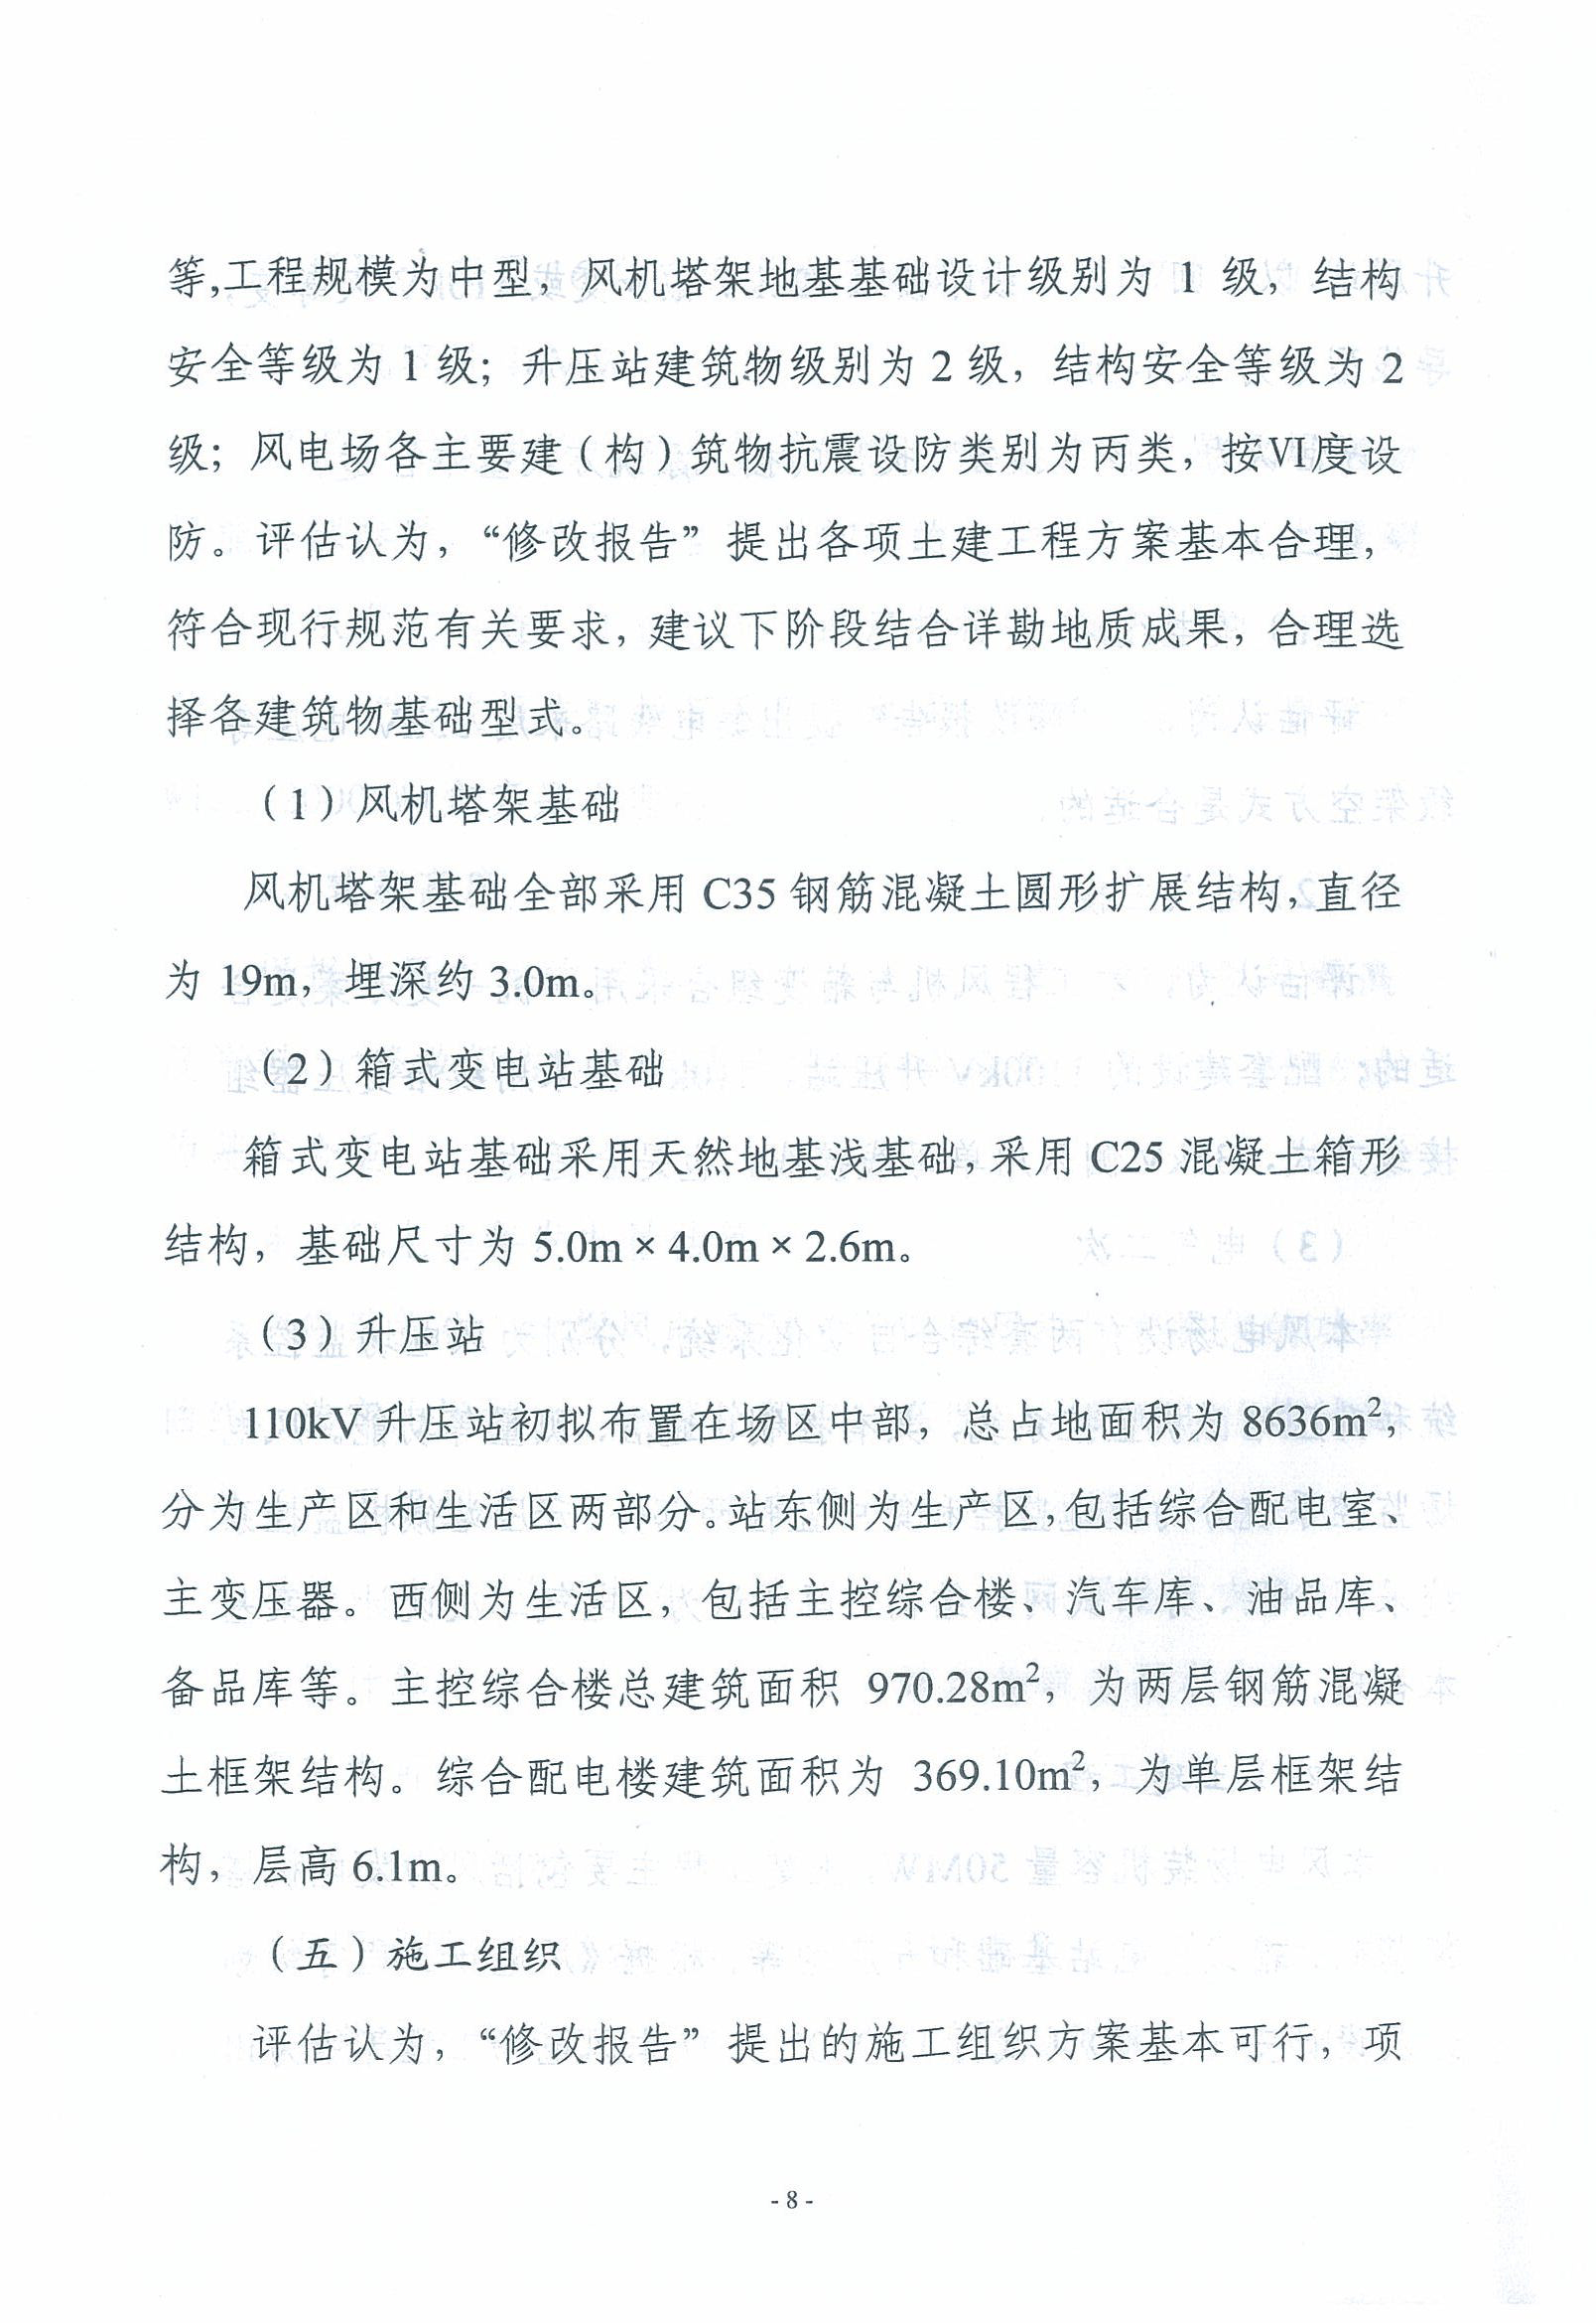 等,工程规模为中型，风机塔架地基基础设计级别为 1 级，结构
安全等级为 1 级；升压站建筑物级别为 2 级，结构安全等级为 2
级；风电场各主要建（构）筑物抗震设防类别为丙类，按Ⅵ度设
防。评估认为，“修改报告”提出各项土建工程方案基本合理，
符合现行规范有关要求，建议下阶段结合详勘地质成果，合理选
择各建筑物基础型式。
（1）风机塔架基础
风机塔架基础全部采用 C35 钢筋混凝土圆形扩展结构，直径
为 19m，埋深约 3.0m。
（2）箱式变电站基础
箱式变电站基础采用天然地基浅基础，采用 C25 混凝土箱形
结构，基础尺寸为 5.0m × 4.0m × 2.6m。
（3）升压站
110kV 升压站初拟布置在场区中部，总占地面积为 8636m²，
分为生产区和生活区两部分。站东侧为生产区，包括综合配电室、
主变压器。西侧为生活区，包括主控综合楼、汽车库、油品库、
备品库等。主控综合楼总建筑面积 970.28m²，为两层钢筋混凝
土框架结构。综合配电楼建筑面积为 369.10m²，为单层框架结
构，层高 6.1m。
（五）施工组织
评估认为，“修改报告”提出的施工组织方案基本可行，项
- 8 -